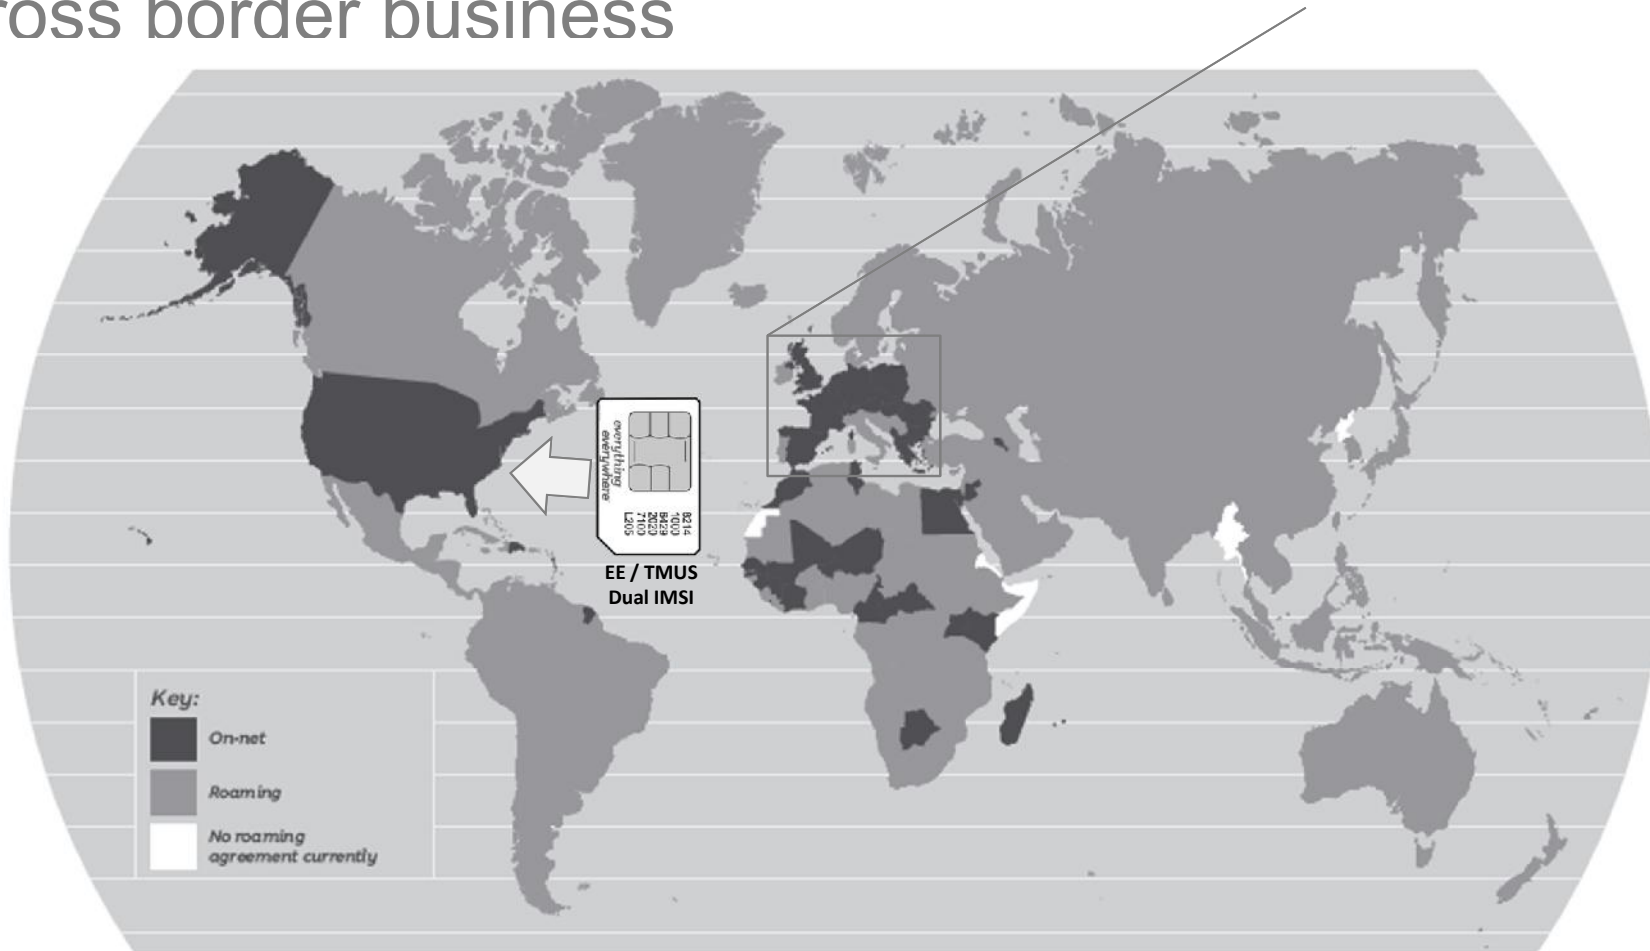 ross border business
everything
everywhere
8214
1000
6429
2020
7100
L205
EE / TMUS
Dual IMSI
Key:
On-net
Roaming
No roaming
agreement currently